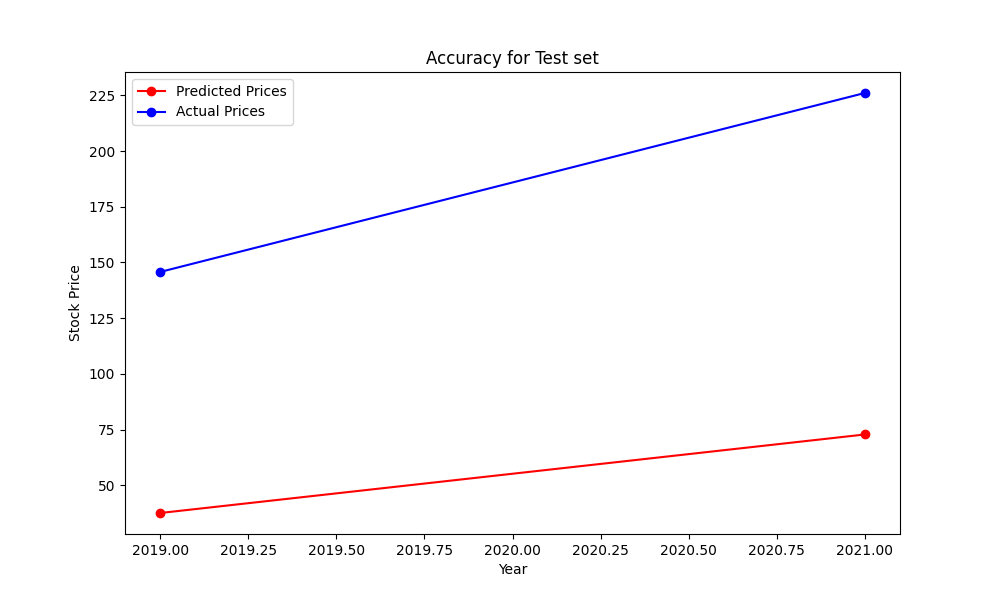 Accuracy for Test set
Predicted Prices
Actual Prices
225
200
175
150
125
100
75
50
Stock Price
2019.00 2019.25 2019.50 2019.75 2020.00 2020.25 2020.50 2020.75 2021.00
Year